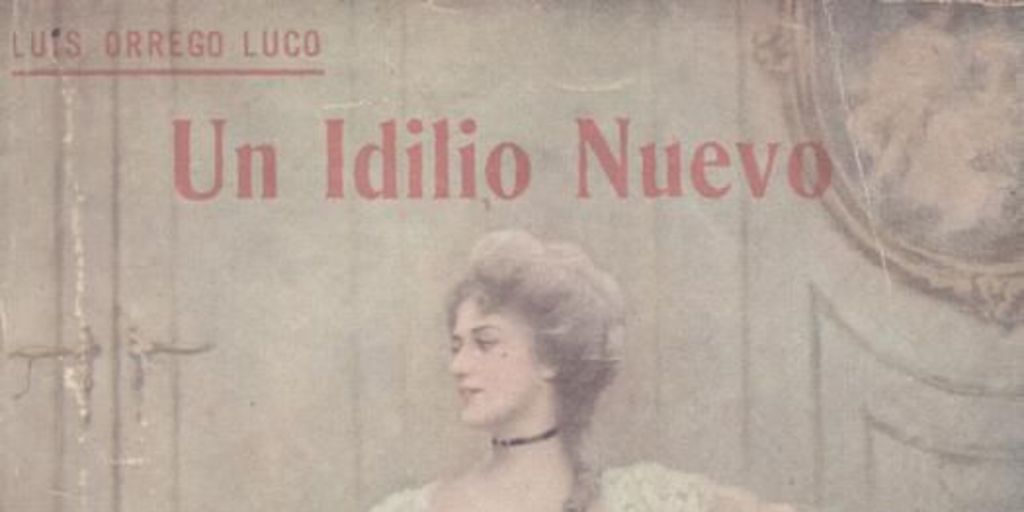 LUIS ORREGO LUCO
Un Idilio Nuevo